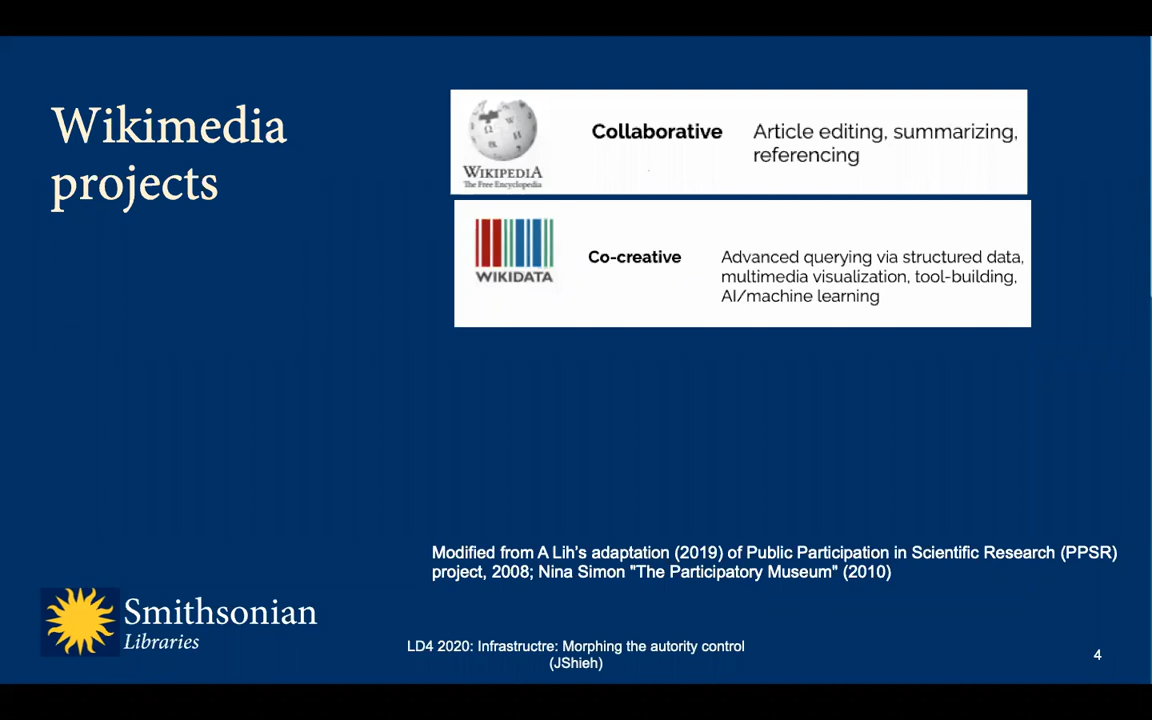 Wikimedia
projects
WIKIPEDIA
The Free Encyclopedia
Collaborative
Article editing, summarizing,
referencing
WIKIDATA
Co-creative
Advanced querying via structured data,
multimedia visualization, tool-building,
AI/machine learning
Modified from A Lih's adaptation (2019) of Public Participation in Scientific Research (PPSR)
project, 2008; Nina Simon "The Participatory Museum" (2010)
Smithsonian
Libraries
LD4 2020: Infrastructre: Morphing the autority control
(JShieh)
4